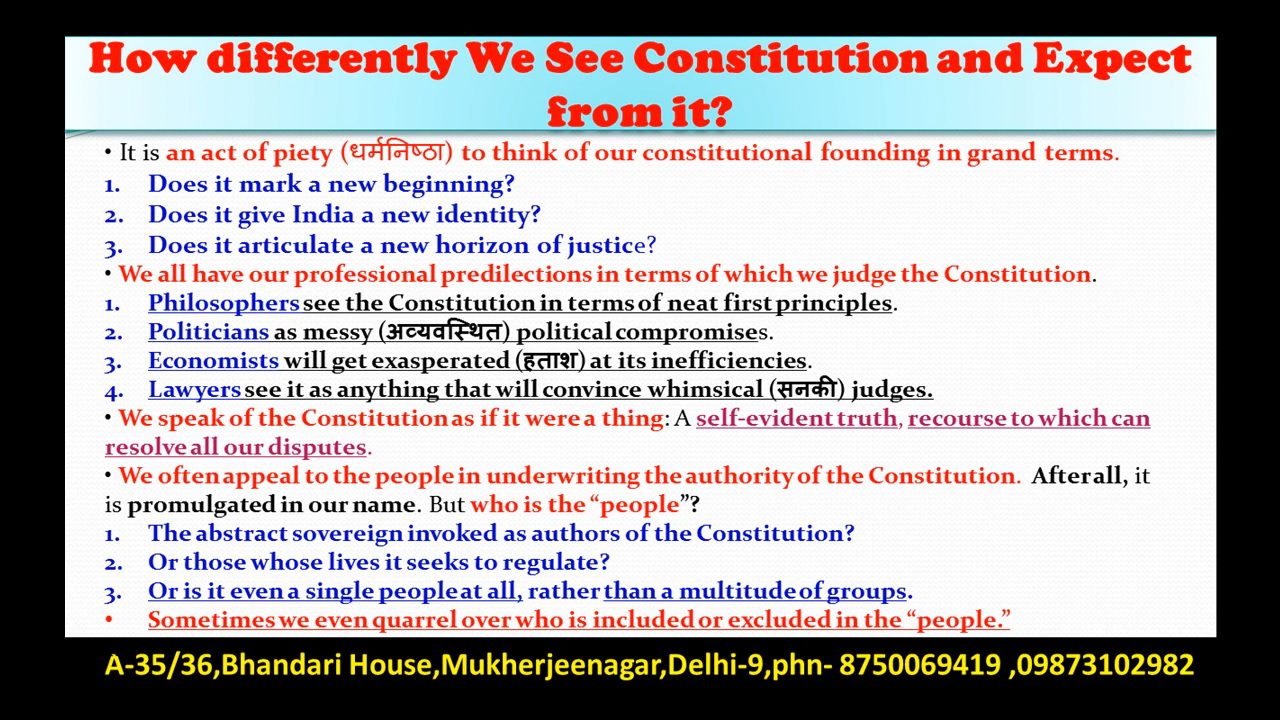 How differently We See Constitution and Expect
from it?
• It is an act of piety (धर्मनिष्ठा) to think of our constitutional founding in grand terms.
1. Does it mark a new beginning?
2. Does it give India a new identity?
3. Does it articulate a new horizon of justice?
• We all have our professional predilections in terms of which we judge the Constitution.
1. Philosophers see the Constitution in terms of neat first principles.
2. Politicians as messy (अव्यवस्थित) political compromises.
3. Economists will get exasperated (हताश) at its inefficiencies.
4. Lawyers see it as anything that will convince whimsical (सनकी) judges.
• We speak of the Constitution as if it were a thing: A self-evident truth, recourse to which can
resolve all our disputes.
• We often appeal to the people in underwriting the authority of the Constitution. After all, it
is promulgated in our name. But who is the “people”?
1. The abstract sovereign invoked as authors of the Constitution?
2. Or those whose lives it seeks to regulate?
3. Or is it even a single people at all, rather than a multitude of groups.
• Sometimes we even quarrel over who is included or excluded in the “people.”
A-35/36,Bhandari House,Mukherjeenagar,Delhi-9,phn- 8750069419 ,09873102982